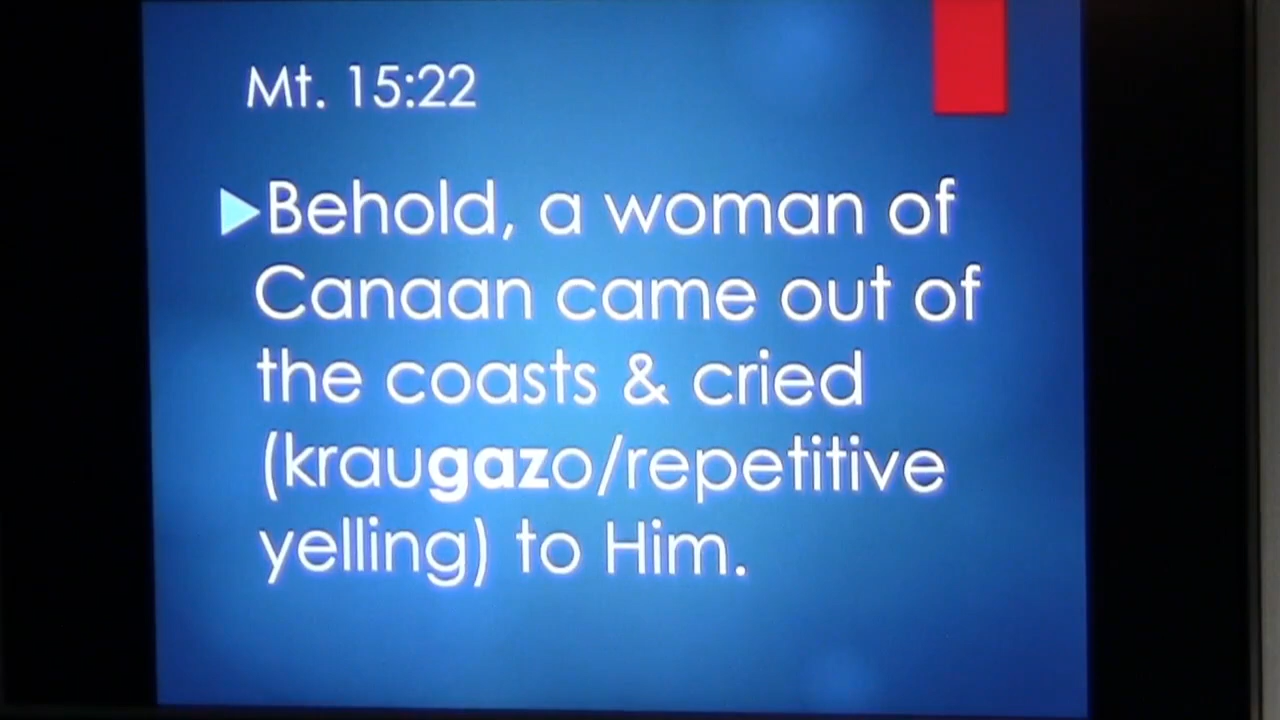 Mt. 15:22
Behold, a woman of
Canaan came out of
the coasts & cried
(kraugazo/repetitive
yelling) to Him.